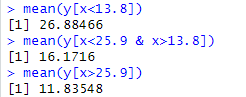 > mean(y[x<13.8])
[1] 26.88466
> mean(y[x<25.9 & x>13.8])
[1] 16.1716
> mean(y[x>25.9])
[1] 11.83548